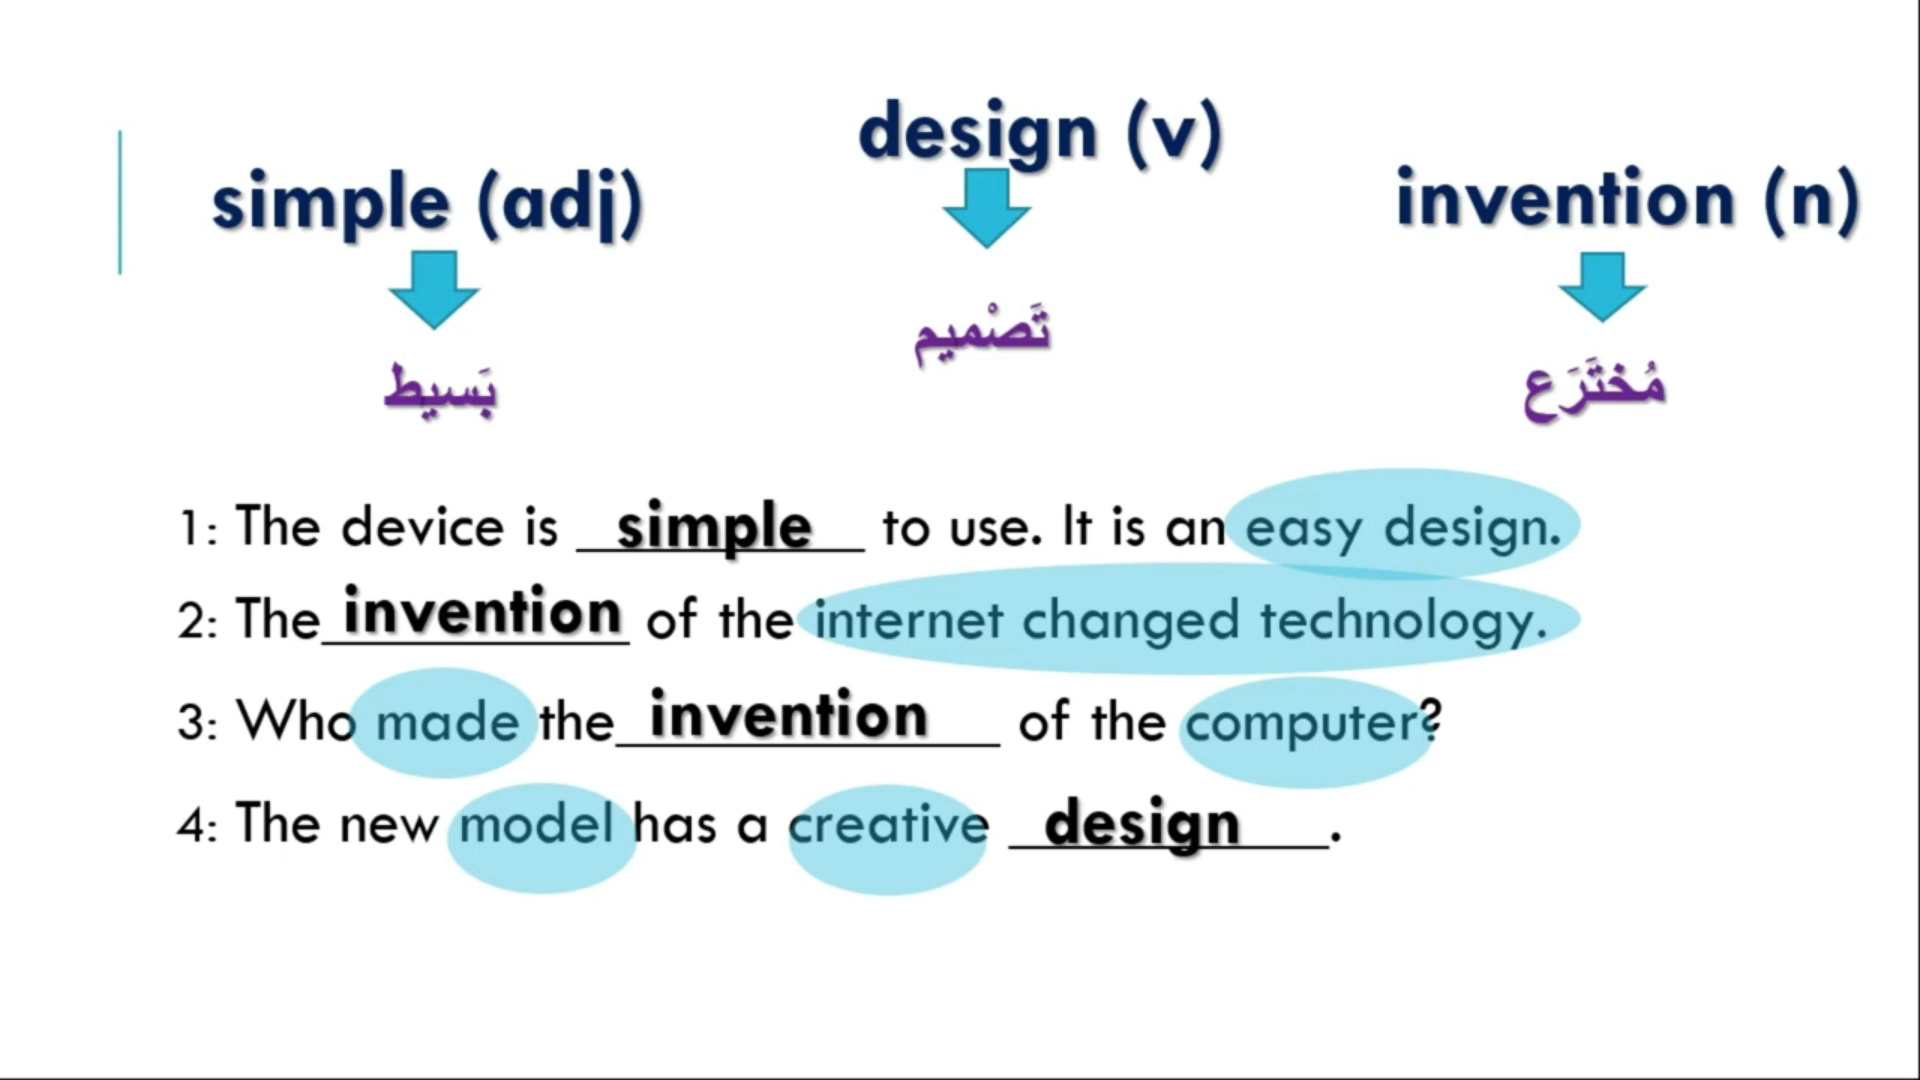 design (v)
simple (adj)
invention (n)
تَصْميم
بَسيط
مُختَرَع
1: The device is simple to use. It is an easy design.
2: The invention of the internet changed technology.
3: Who made the invention of the computer?
4: The new model has a creative design.